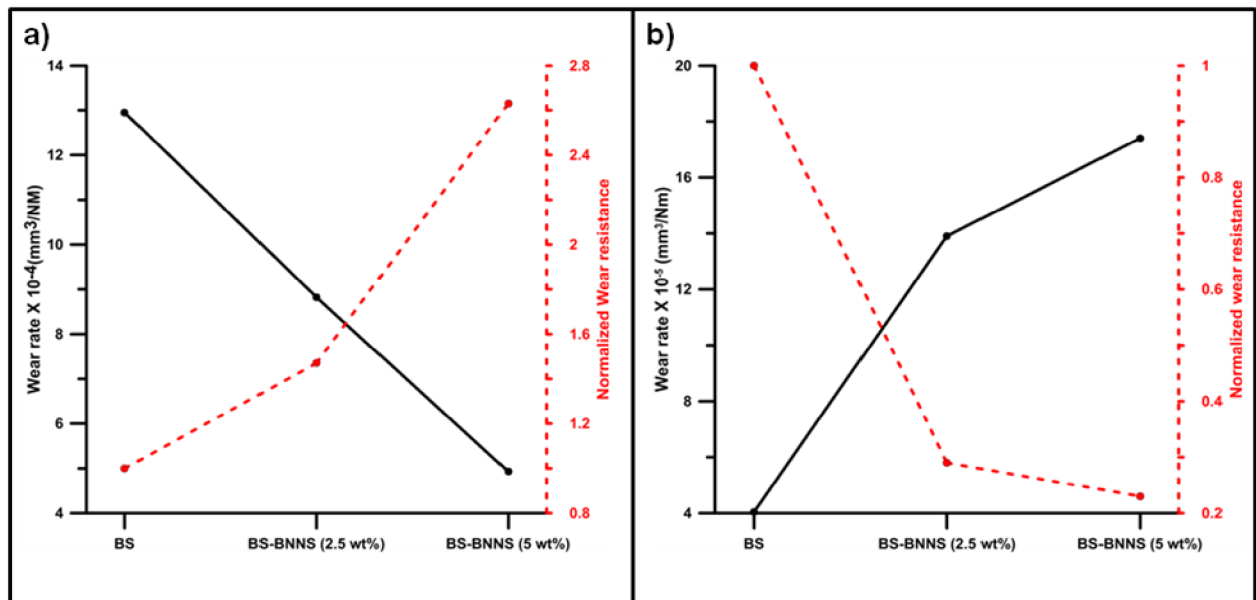 a)
14
12
10
8
6
4
Wear rate X 10-4(mm3/NM)
2.8
2.4
2
1.6
1.2
0.8
Normalized Wear resistance
BS
BS-BNNS (2.5 wt%)
BS-BNNS (5 wt%)
b)
20
16
12
8
4
Wear rate X 10⁻⁵ (mm³/Nm)
1
0.8
0.6
0.4
0.2
Normalized Wear resistance
BS
BS-BNNS (2.5 wt%)
BS-BNNS (5 wt%)